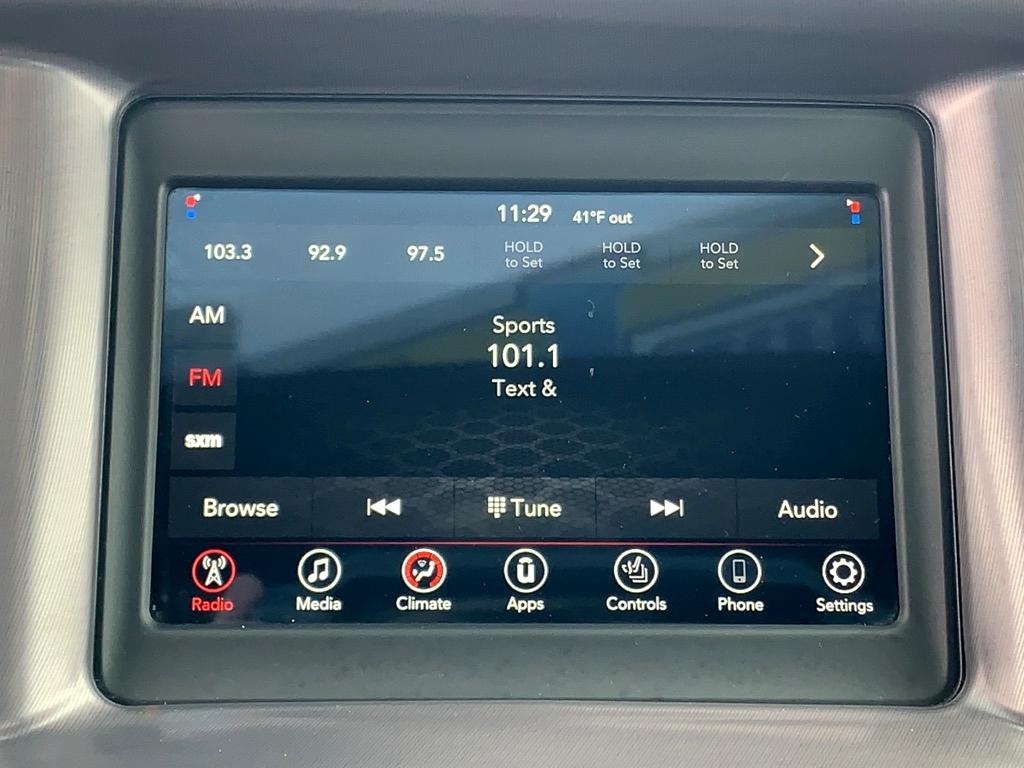 11:29 41°F out
103.3 92.9 97.5 HOLD to Set HOLD to Set HOLD to Set
AM
Sports
101.1
FM
Text &
sxm
Browse Tune Audio
Radio Media Climate Apps Controls Phone Settings